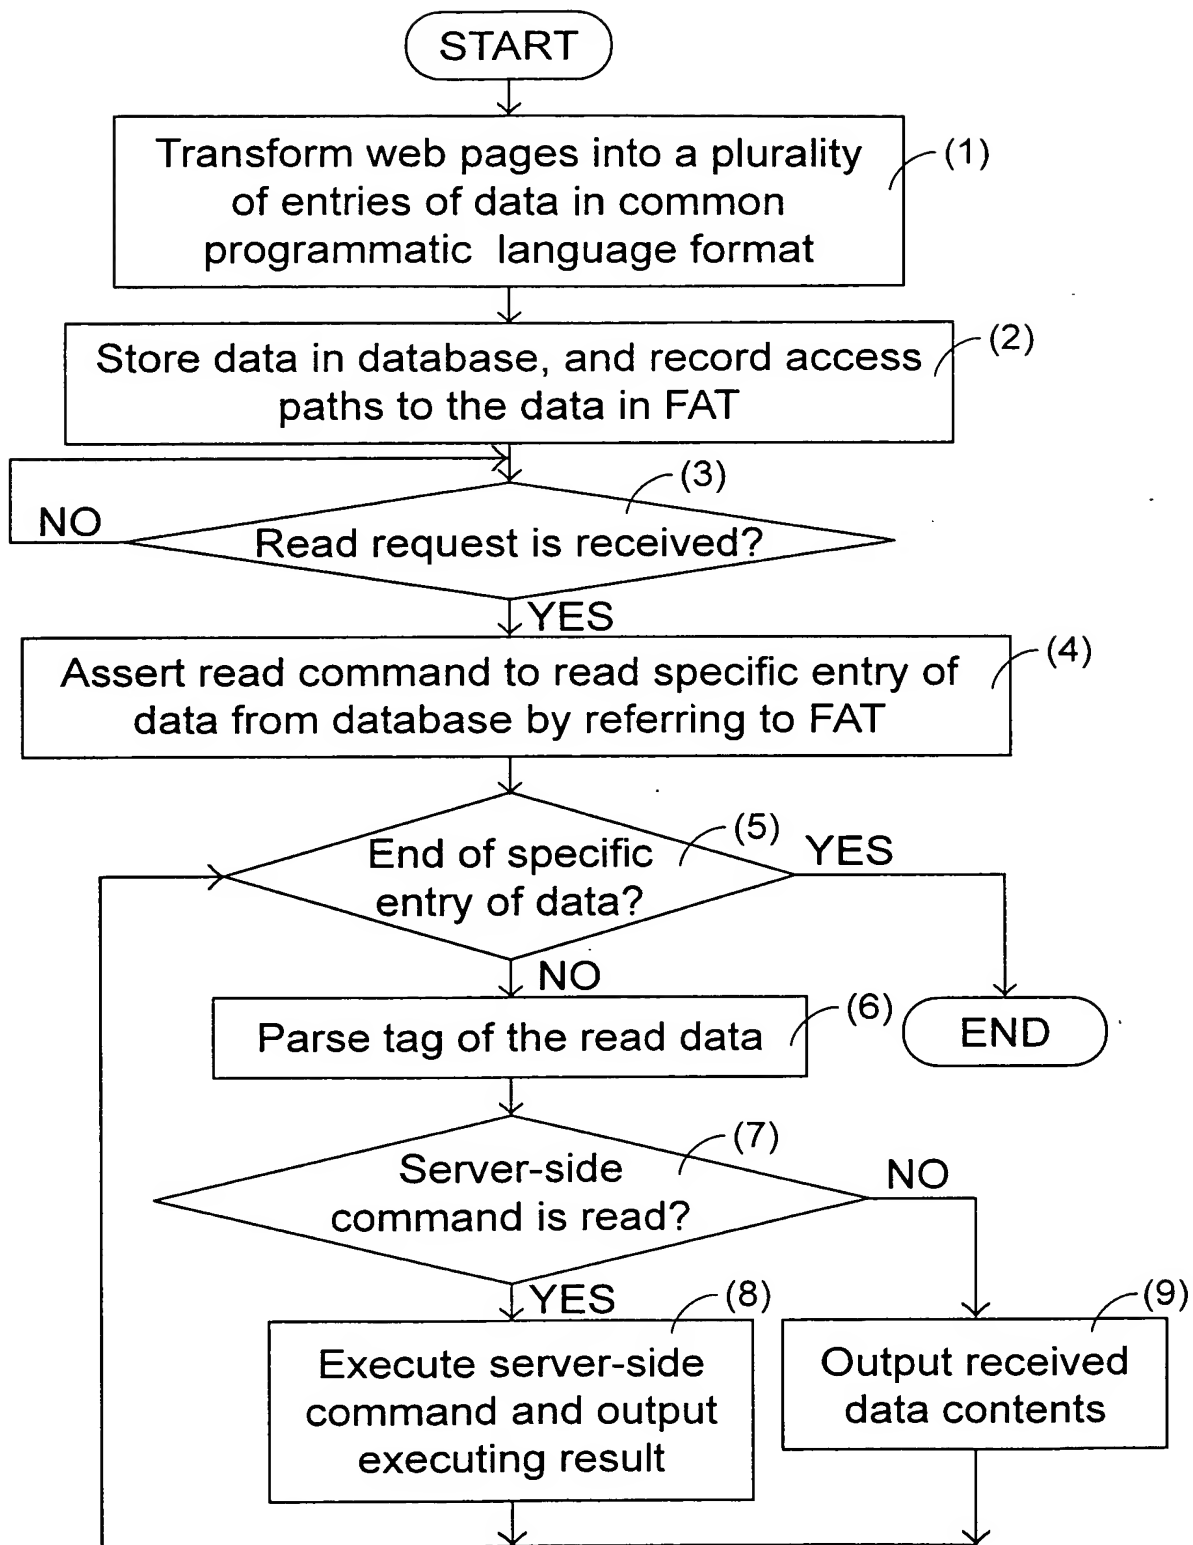 START
Transform web pages into a plurality
of entries of data in common
programmatic language format
(1)
Store data in database, and record access
paths to the data in FAT
(2)
(3)
NO
Read request is received?
YES
(4)
Assert read command to read specific entry of
data from database by referring to FAT
(5)
YES
End of specific
entry of data?
NO
(6)
Parse tag of the read data
END
(7)
Server-side
command is read?
NO
YES
(8)
(9)
Execute server-side
command and output
executing result
Output received
data contents